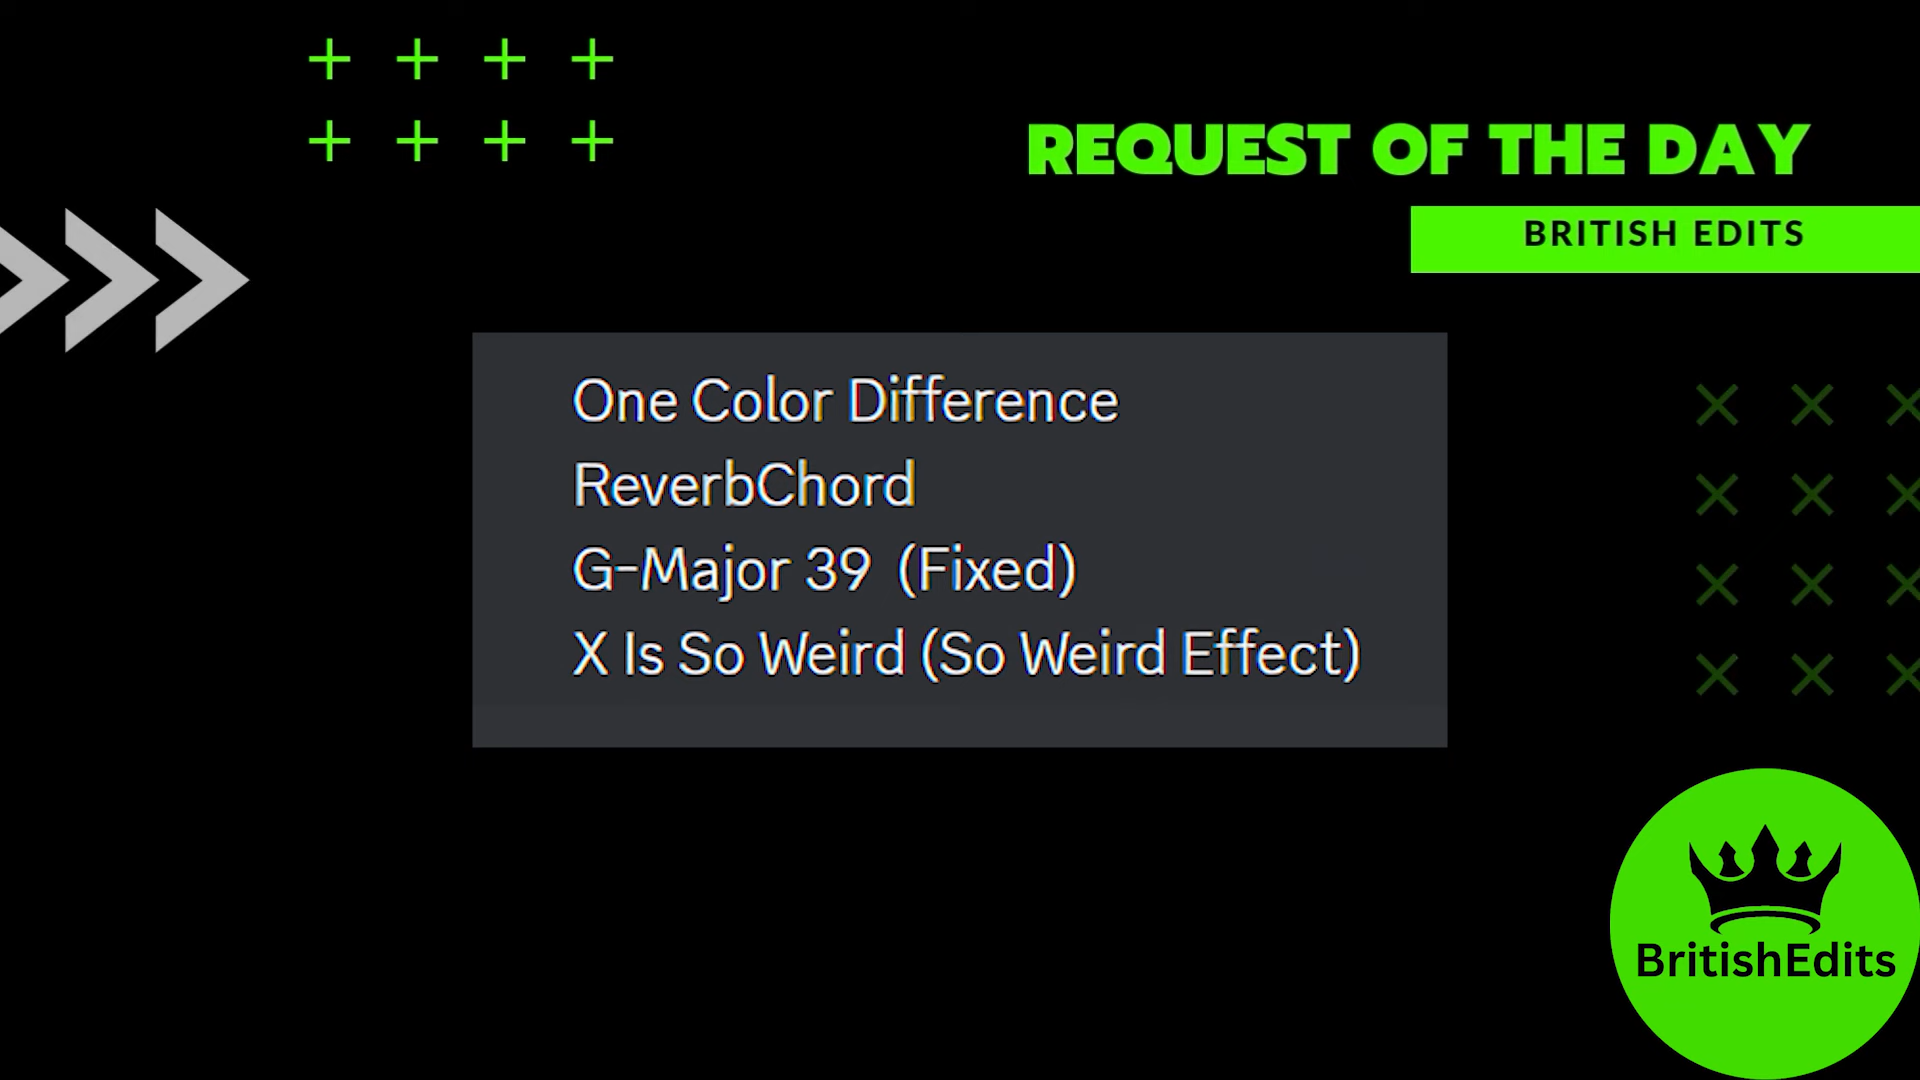 REQUEST OF THE DAY
BRITISH EDITS
One Color Difference
ReverbChord
G-Major 39 (Fixed)
X Is So Weird (So Weird Effect)
BritishEdits